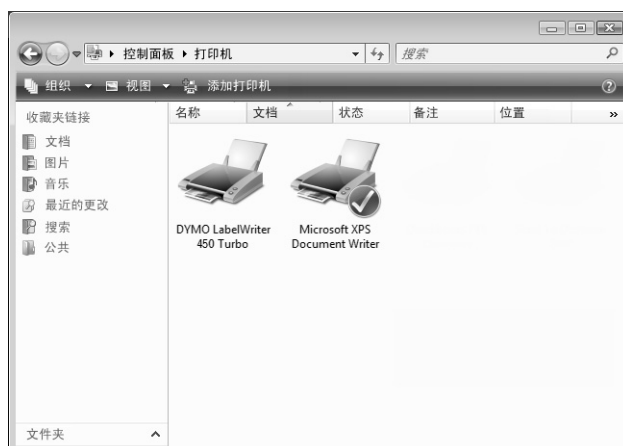 控制面板 打印机 搜索
组织 视图 添加打印机
收藏夹链接
名称 文档 状态 备注 位置
文档
图片
音乐
最近的更改
搜索
公共
DYMO LabelWriter
450 Turbo
Microsoft XPS
Document Writer
文件夹